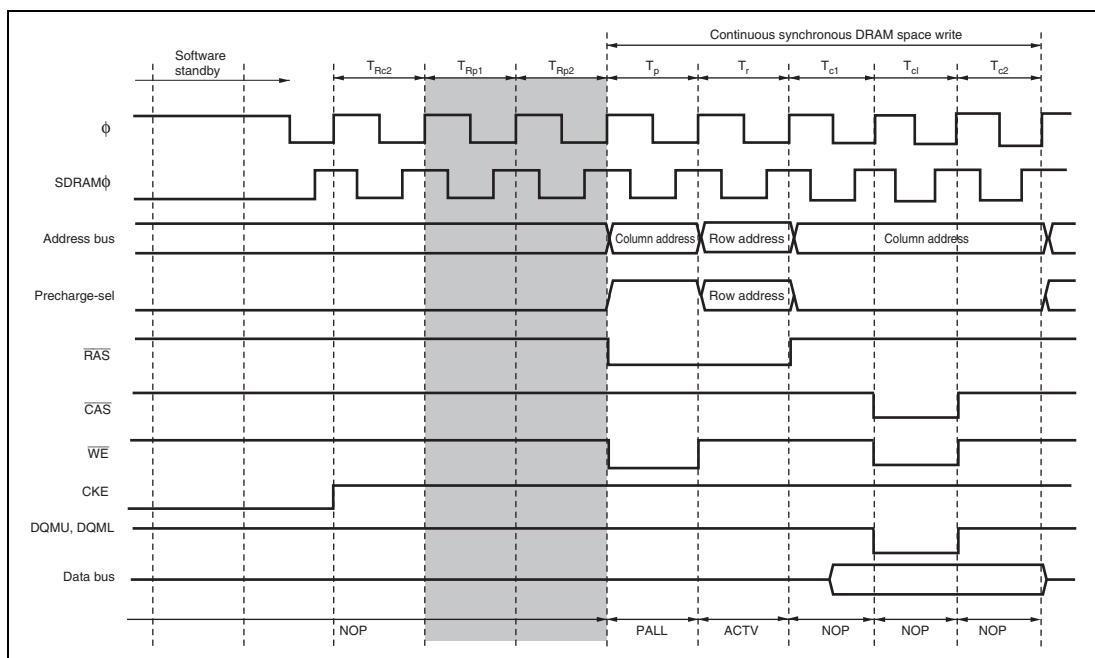 Continuous synchronous DRAM space write
Software
standby
TRc2 TRp1 TRp2 Tp Tr Tc1 Tcl Tc2
ϕ
SDRAMϕ
Address bus Column address Row address Column address
Precharge-sel Row address
RAS
CAS
WE
CKE
DQMU, DQML
Data bus
NOP PALL ACTV NOP NOP NOP